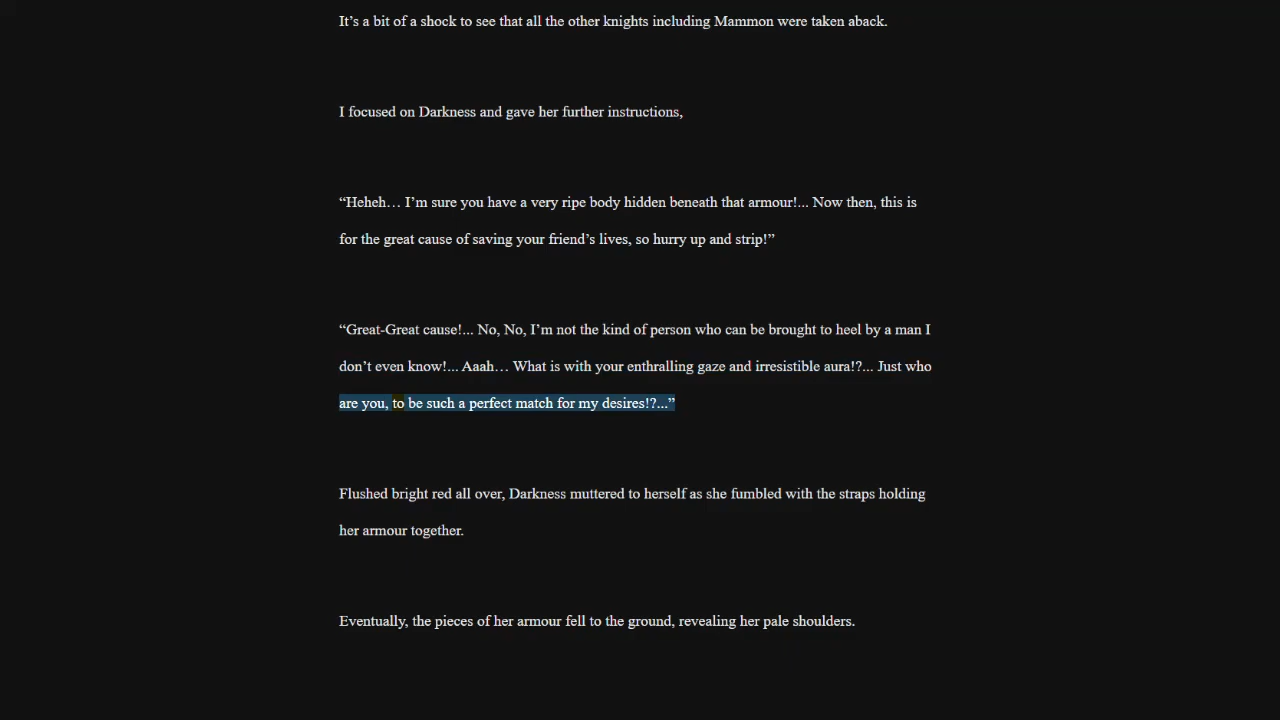 It’s a bit of a shock to see that all the other knights including Mammon were taken aback.
I focused on Darkness and gave her further instructions,
“Heheh… I’m sure you have a very ripe body hidden beneath that armour!... Now then, this is
for the great cause of saving your friend’s lives, so hurry up and strip!”
“Great-Great cause!... No, No, I’m not the kind of person who can be brought to heel by a man I
don’t even know!... Aaah… What is with your enthralling gaze and irresistible aura!?... Just who
are you, to be such a perfect match for my desires!?...”
Flushed bright red all over, Darkness muttered to herself as she fumbled with the straps holding
her armour together.
Eventually, the pieces of her armour fell to the ground, revealing her pale shoulders.